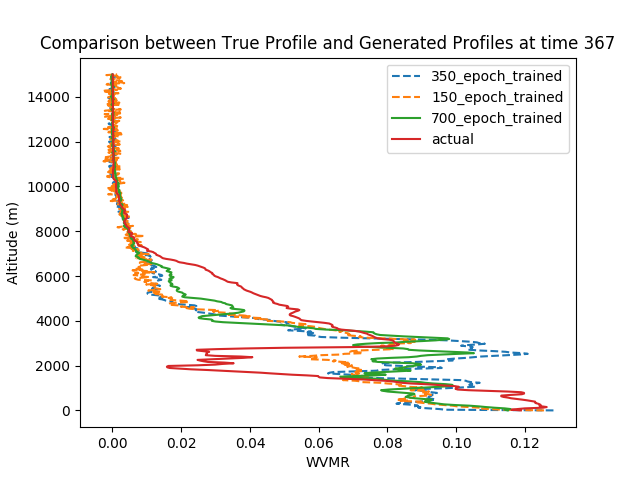 Comparison between True Profile and Generated Profiles at time 367
350_epoch_trained
150_epoch_trained
700_epoch_trained
actual
Altitude (m)
14000
12000
10000
8000
6000
4000
2000
0
0.00 0.02 0.04 0.06 0.08 0.10 0.12
WVMR